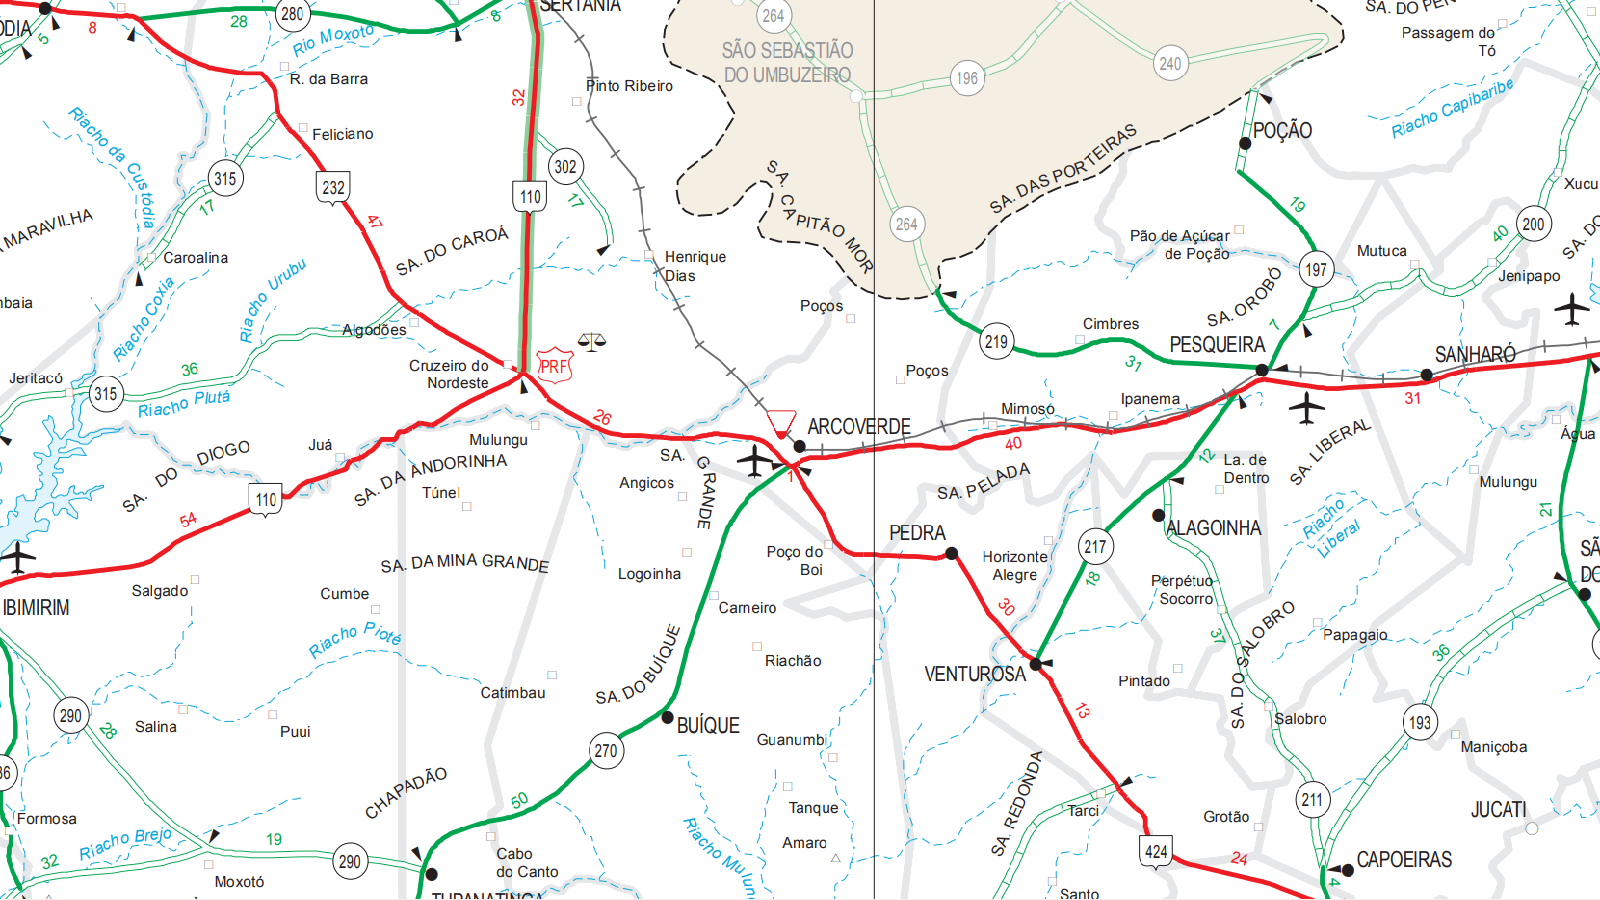 SERTÂNIA
280
28
8
8
5
ÓDIA
Rio Moxotó
R. da Barra
Pinto Ribeiro
264
SÃO SEBASTIÃO
DO UMBUZEIRO
196
240
Passagem do
Tó
Riacho Capibaribe
32
Riacho da Custódia
Feliciano
POÇÃO
302
315
17
232
110
17
SA. DAS PORTEIRAS
SA. CAPITÃO MOR
19
Xucu
47
MARAVILHA
SA. DO CAROÁ
264
Pão de Açúcar
de Poção
200
40
Mutuca
SA. DO
Caroalina
Henrique
Dias
197
Jenipapo
Riacho Urubu
Riacho Coxia
mbaia
Poços
SA. OROBÓ
7
Agodões
Cimbres
219
PESQUEIRA
SANHARÓ
Cruzeiro do
Nordeste
PRF
36
Jeritacó
315
Riacho Plutá
Poços
31
31
Mimoso
Ipanema
26
ARCOVERDE
Mulungu
Juá
40
SA. LIBERAL
Água
SA. DO DIOGO
SA. DA ANDORINHA
SA. GRANDE
12
La. de
Dentro
SA. PELADA
Angicos
1
Túnel
Mulungu
110
54
21
PEDRA
ALAGOINHA
Riacho
Liberal
217
Horizonte
Alegre
Poço do
Boi
SA. DA MINA GRANDE
Logoinha
18
Perpétuo
Socorro
SÃ
DO
Salgado
Cumbe
IBIMIRIM
Carneiro
30
37
Papagaio
Riacho Pioté
SA. DO BUÍQUE
Riachão
36
VENTUROSA
SA. DO SALOBRO
Pintado
Catimbau
290
28
Salina
Puui
BUÍQUE
13
Salobro
193
Guanumbi
270
Maniçoba
36
CHAPADÃO
SA. REDONDA
50
Tanque
Tarci
211
Grotão
JUCATI
Formosa
Riacho Brejo
19
Riacho Mulun
Amaro
424
24
32
290
Cabo
do Canto
CAPOEIRAS
Moxotó
4
Santo
TUPANATINGA